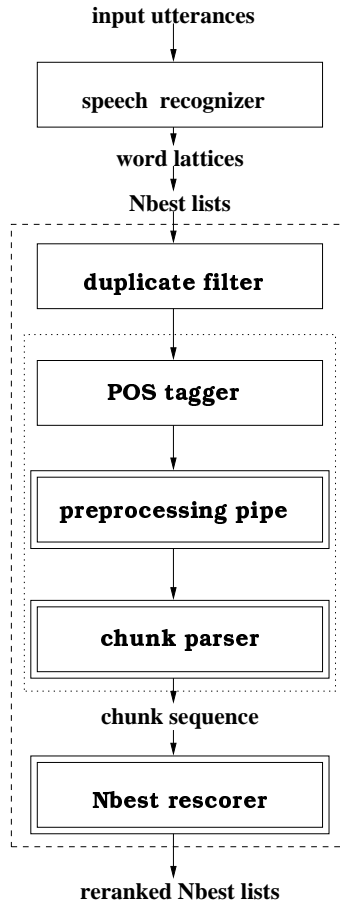 input utterances
speech recognizer
word lattices
Nbest lists
duplicate filter
POS tagger
preprocessing pipe
chunk parser
chunk sequence
Nbest rescorer
reranked Nbest lists